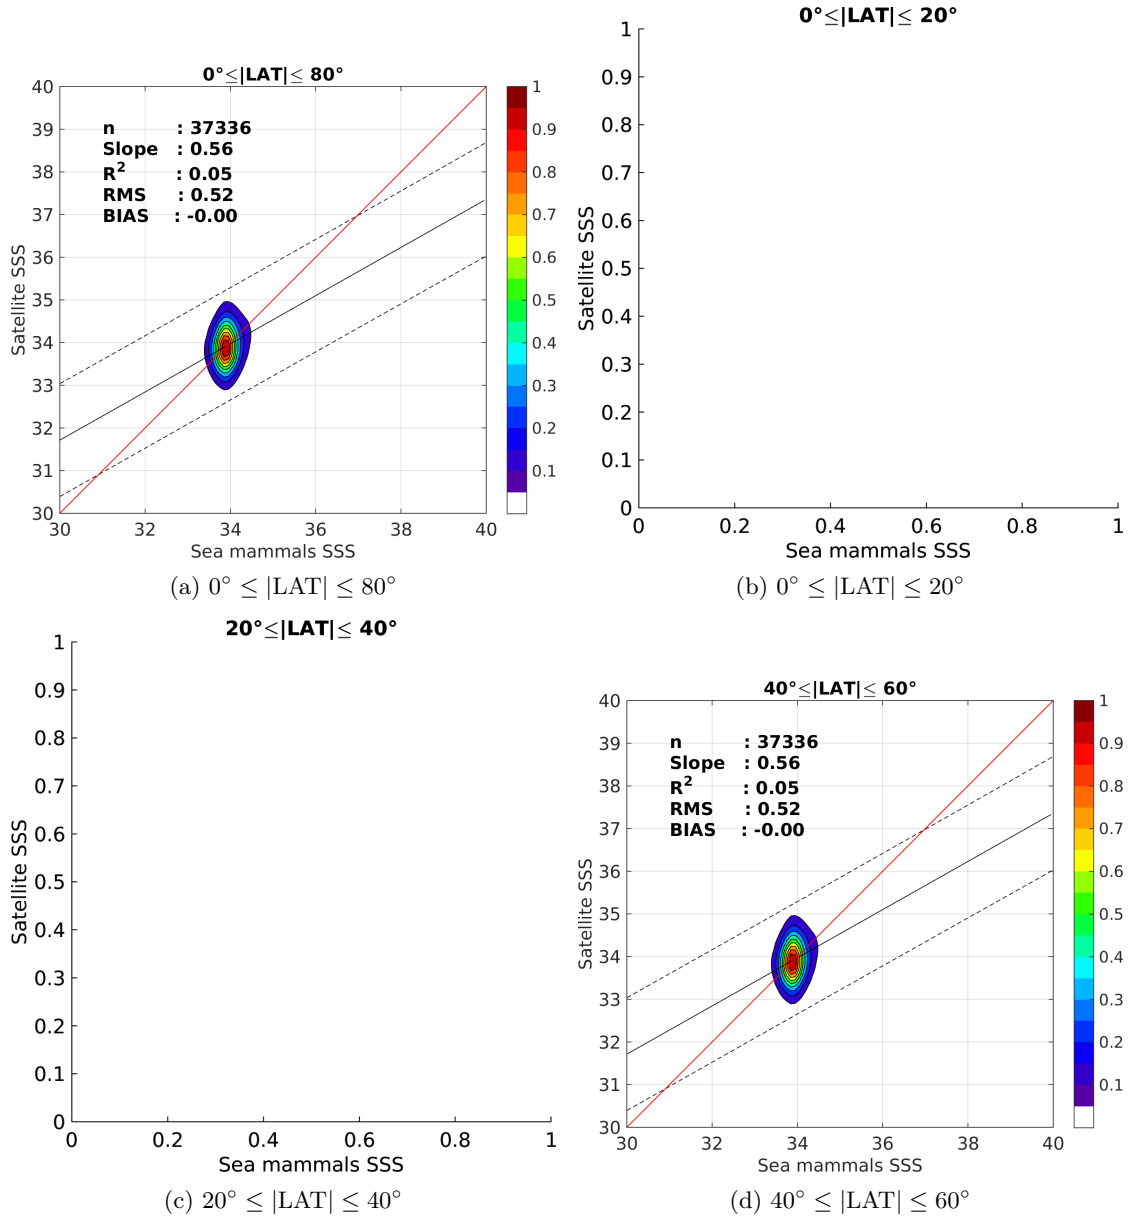 0°≤|LAT|≤ 80°
40
39
38
37
36
35
34
33
32
31
30
Satellite SSS
n : 37336
Slope : 0.56
R² : 0.05
RMS : 0.52
BIAS : -0.00
30 32 34 36 38 40
Sea mammals SSS
1
0.9
0.8
0.7
0.6
0.5
0.4
0.3
0.2
0.1
(a) 0° ≤ |LAT| ≤ 80°
0°≤|LAT|≤ 20°
1
0.9
0.8
0.7
0.6
0.5
0.4
0.3
0.2
0.1
0
Satellite SSS
0 0.2 0.4 0.6 0.8 1
Sea mammals SSS
(b) 0° ≤ |LAT| ≤ 20°
20°≤|LAT|≤ 40°
1
0.9
0.8
0.7
0.6
0.5
0.4
0.3
0.2
0.1
0
Satellite SSS
0 0.2 0.4 0.6 0.8 1
Sea mammals SSS
(c) 20° ≤ |LAT| ≤ 40°
40°≤|LAT|≤ 60°
40
39
38
37
36
35
34
33
32
31
30
Satellite SSS
n : 37336
Slope : 0.56
R² : 0.05
RMS : 0.52
BIAS : -0.00
30 32 34 36 38 40
Sea mammals SSS
1
0.9
0.8
0.7
0.6
0.5
0.4
0.3
0.2
0.1
(d) 40° ≤ |LAT| ≤ 60°